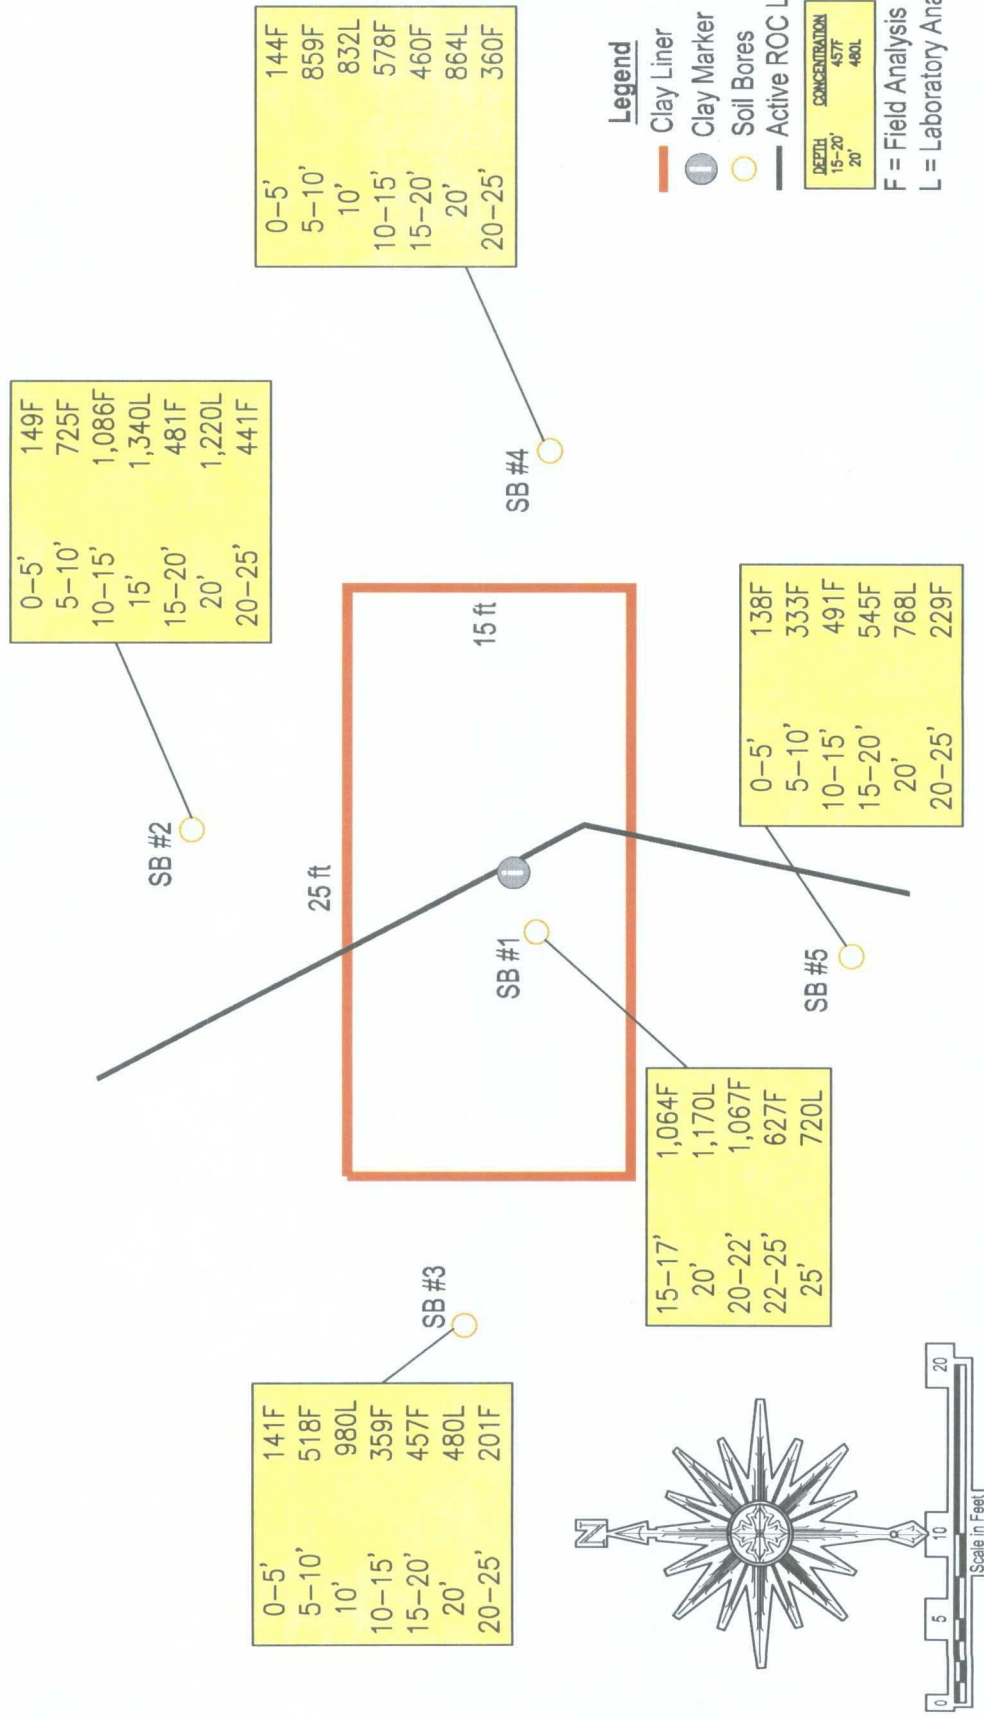 0-5' 141F
5-10' 518F
10' 980L
10-15' 359F
15-20' 457F
20' 480L
20-25' 201F
SB #3
0-5' 149F
5-10' 725F
10-15' 1,086F
15' 1,340L
15-20' 481F
20' 1,220L
20-25' 441F
SB #2
0-5' 144F
5-10' 859F
10' 832L
10-15' 578F
15-20' 460F
20' 864L
20-25' 360F
SB #4
25 ft
15 ft
SB #1
15-17' 1,064F
20' 1,170L
20-22' 1,067F
22-25' 627F
25' 720L
SB #5
0-5' 138F
5-10' 333F
10-15' 491F
15-20' 545F
20' 768L
20-25' 229F
N
0 5 10 20
Scale in Feet
Legend
Clay Liner
Clay Marker
Soil Bores
Active ROC L
DEPTH CONCENTRATION
15-20' 457F
20' 480L
F = Field Analysis
L = Laboratory Ana